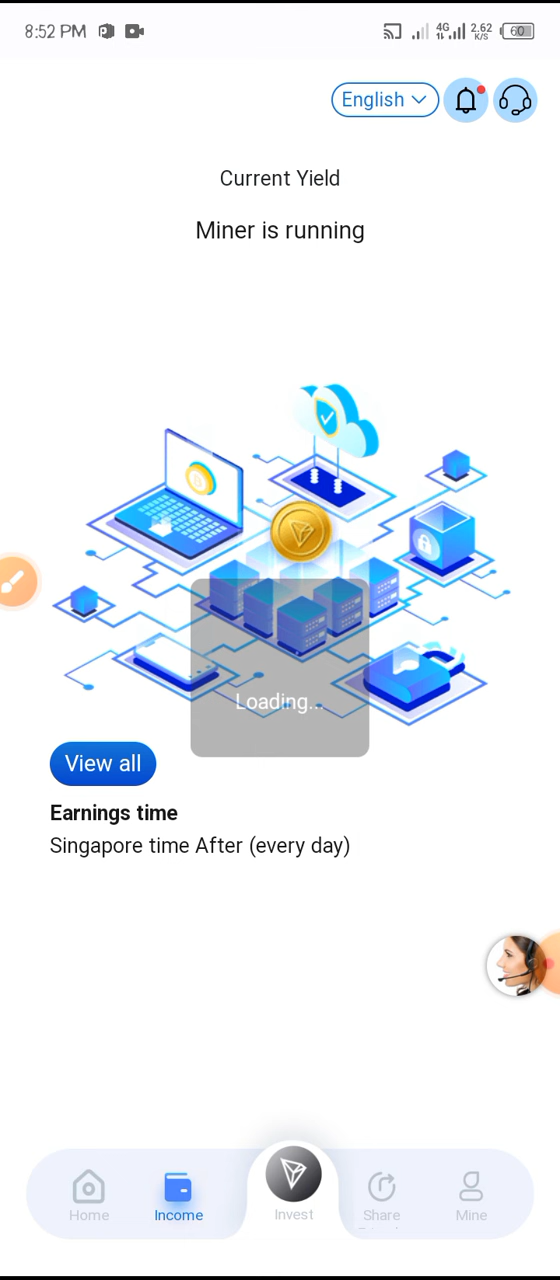 8:52 PM
4G
2.62
K/S
60
English
Current Yield
Miner is running
Loading...
View all
Earnings time
Singapore time After (every day)
Home
Income
Invest
Share
Mine